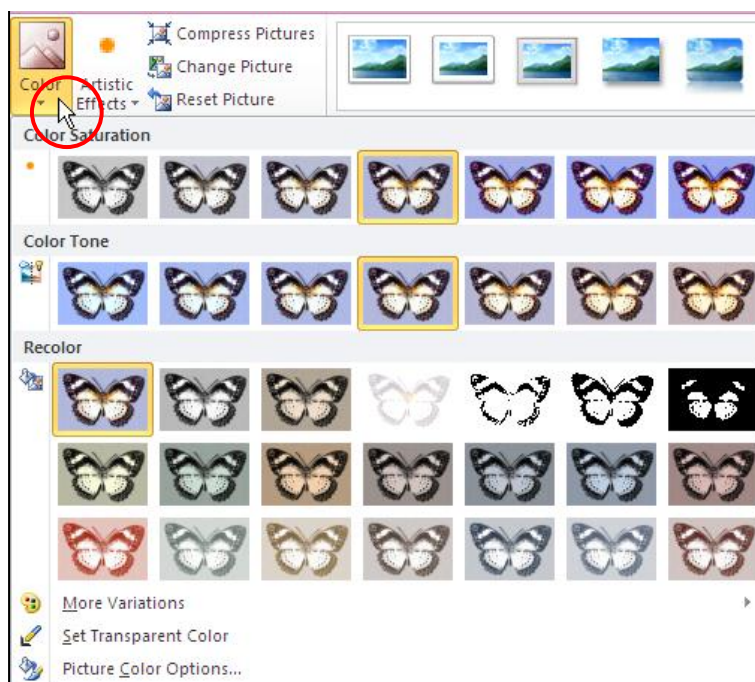 Compress Pictures
Change Picture
Color Artistic
Effects Reset Picture
Color Saturation
Color Tone
Recolor
More Variations
Set Transparent Color
Picture Color Options...